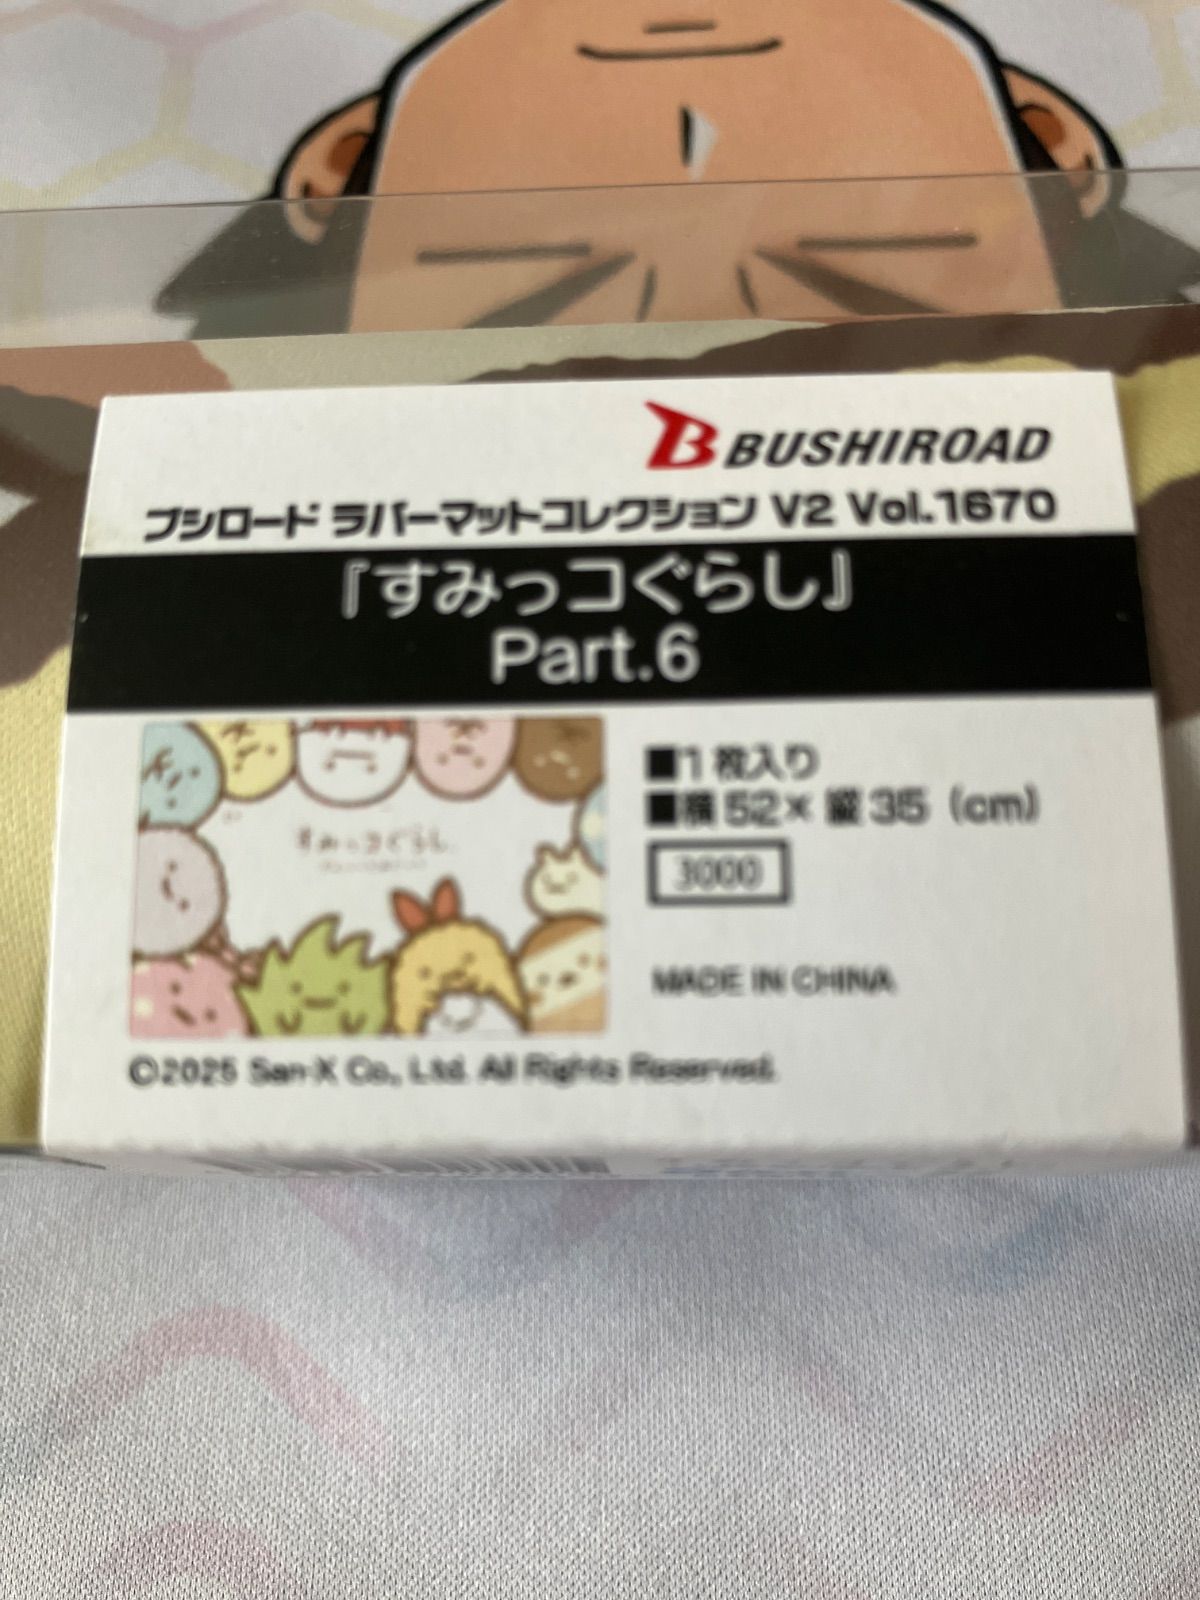 BUSHIROAD
ブシロード ラバーマットコレクション V2 Vol.1670
『すみっコぐらし』
Part.6
すみっコぐらし
■1枚入り
■横52×縦35(cm)
3000
MADE IN CHINA
©2025 San-X Co., Ltd. All Rights Reserved.